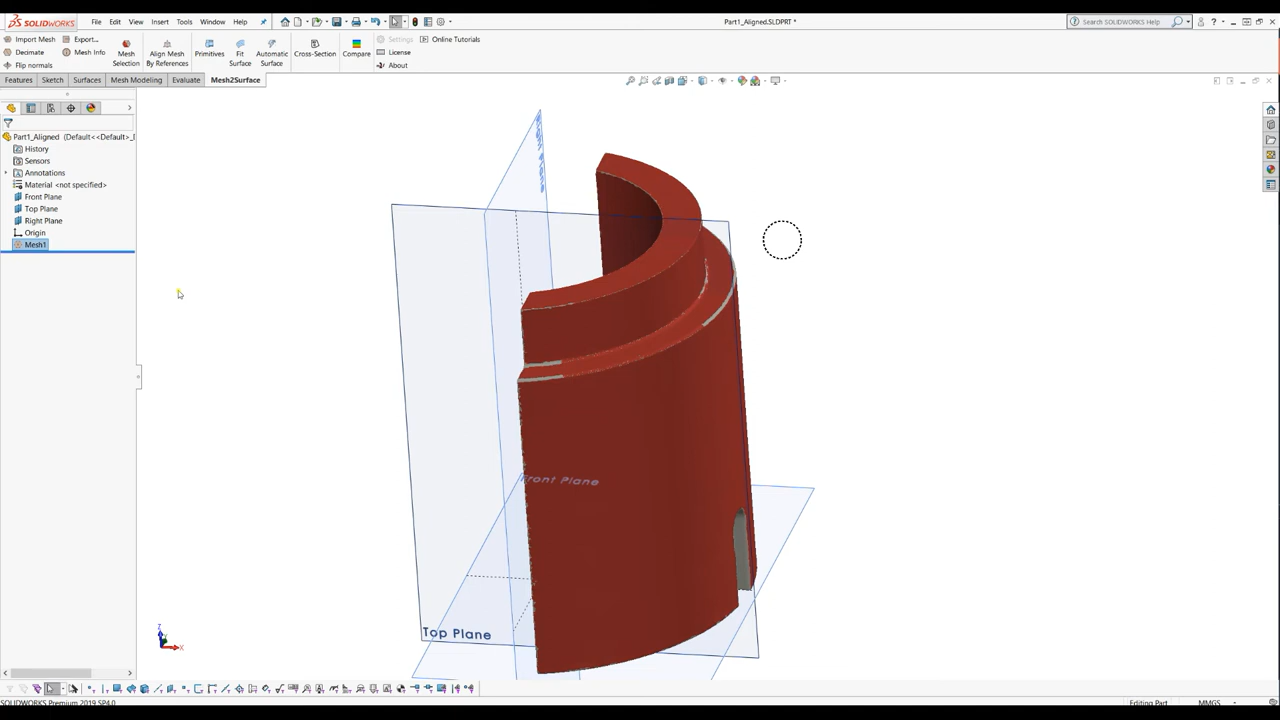 SOLIDWORKS File Edit View Insert Tools Window Help Part1_Aligned.SLDPRT * Search SOLIDWORKS Help
Import Mesh Export... Settings Online Tutorials
Decimate Mesh Info Mesh Selection Align Mesh By References Primitives Fit Surface Automatic Surface Cross-Section Compare License
Flip normals About
Features Sketch Surfaces Mesh Modeling Evaluate Mesh2Surface
Part1_Aligned (Default<<Default>_
History
Sensors
Annotations
Material <not specified>
Front Plane
Top Plane
Right Plane
Origin
Mesh1
Front Plane
Top Plane
Z
X
SOLIDWORKS Premium 2019 SP4.0 Editing Part MMGS